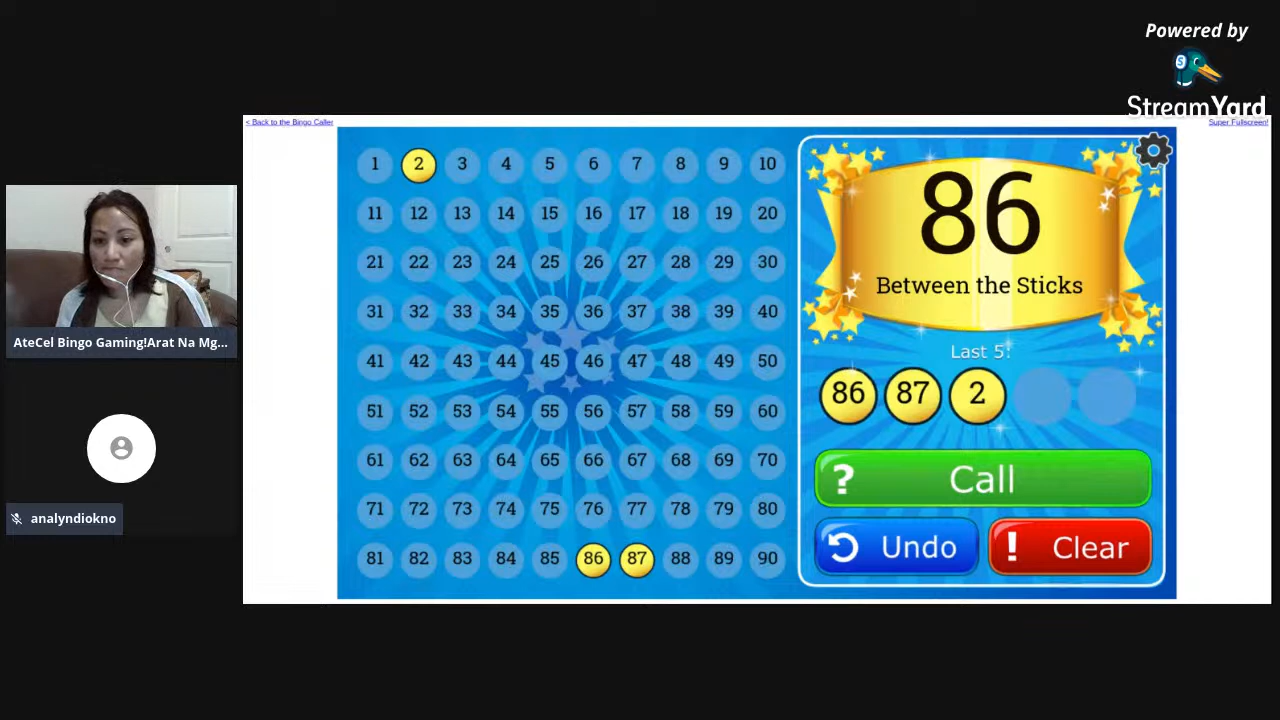 Powered by
StreamYard
< Back to the Bingo Caller
Super Fullscreen!
1 2 3 4 5 6 7 8 9 10
11 12 13 14 15 16 17 18 19 20
21 22 23 24 25 26 27 28 29 30
31 32 33 34 35 36 37 38 39 40
41 42 43 44 45 46 47 48 49 50
51 52 53 54 55 56 57 58 59 60
61 62 63 64 65 66 67 68 69 70
71 72 73 74 75 76 77 78 79 80
81 82 83 84 85 86 87 88 89 90
86
Between the Sticks
Last 5:
86 87 2
? Call
Undo
! Clear
AteCel Bingo Gaming!Arat Na Mg...
analyndiokno